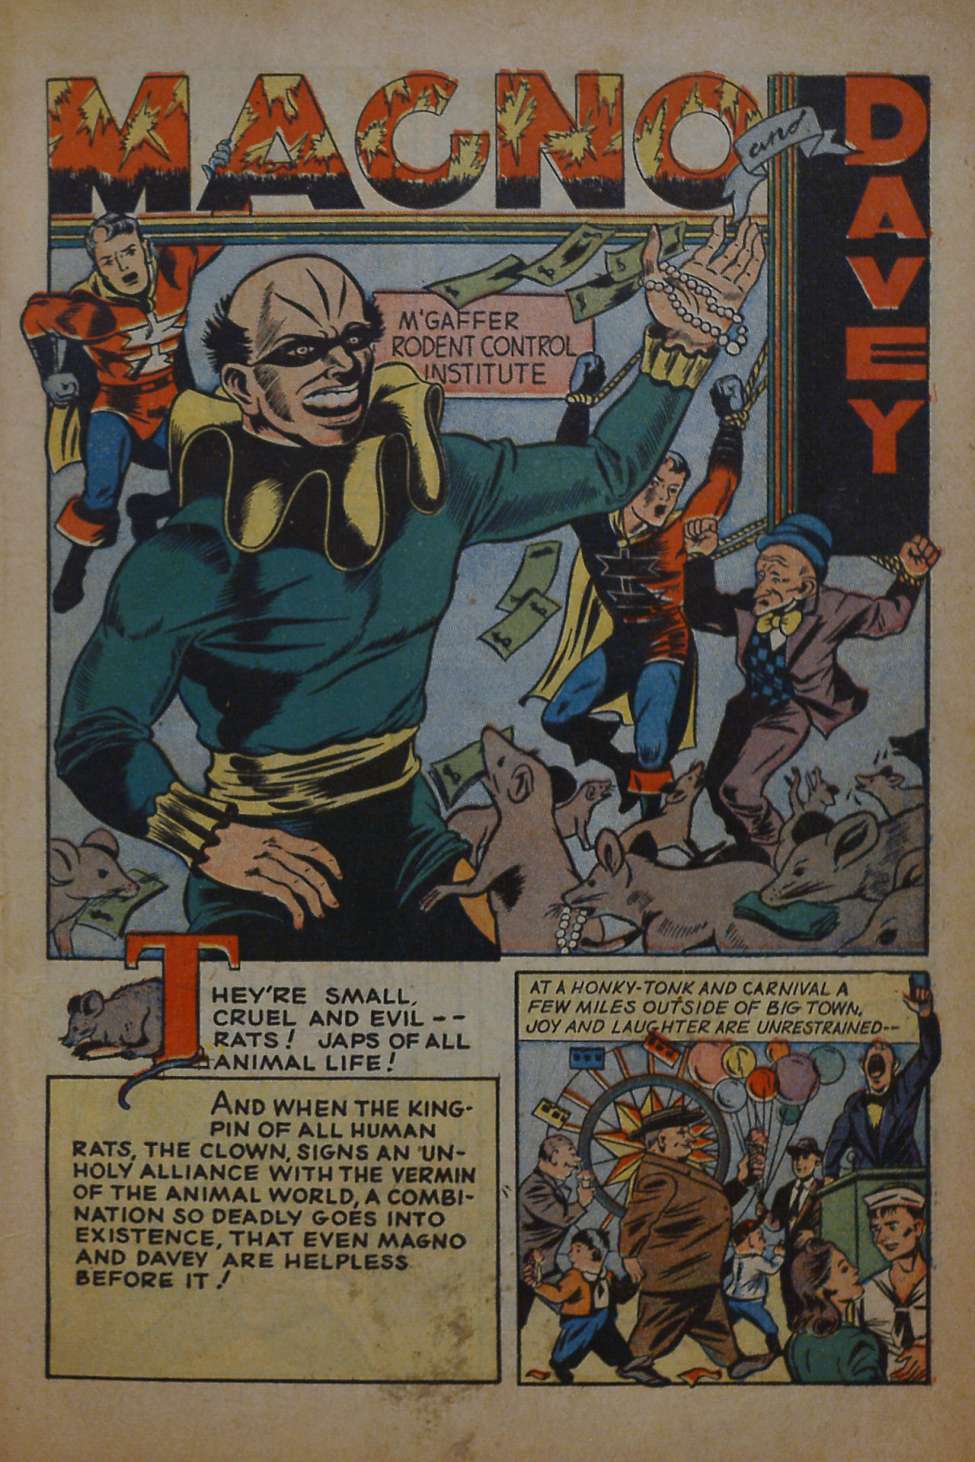 MAGNO
and
DAVEY
M'GAFFER
RODENT CONTROL
INSTITUTE
THEY'RE SMALL,
CRUEL AND EVIL --
RATS! JAPS OF ALL
ANIMAL LIFE!
AND WHEN THE KING-
PIN OF ALL HUMAN
RATS, THE CLOWN, SIGNS AN UN-
HOLY ALLIANCE WITH THE VERMIN
OF THE ANIMAL WORLD, A COMBI-
NATION SO DEADLY GOES INTO
EXISTENCE, THAT EVEN MAGNO
AND DAVEY ARE HELPLESS
BEFORE IT!
AT A HONKY-TONK AND CARNIVAL A
FEW MILES OUTSIDE OF BIG TOWN,
JOY AND LAUGHTER ARE UNRESTRAINED--